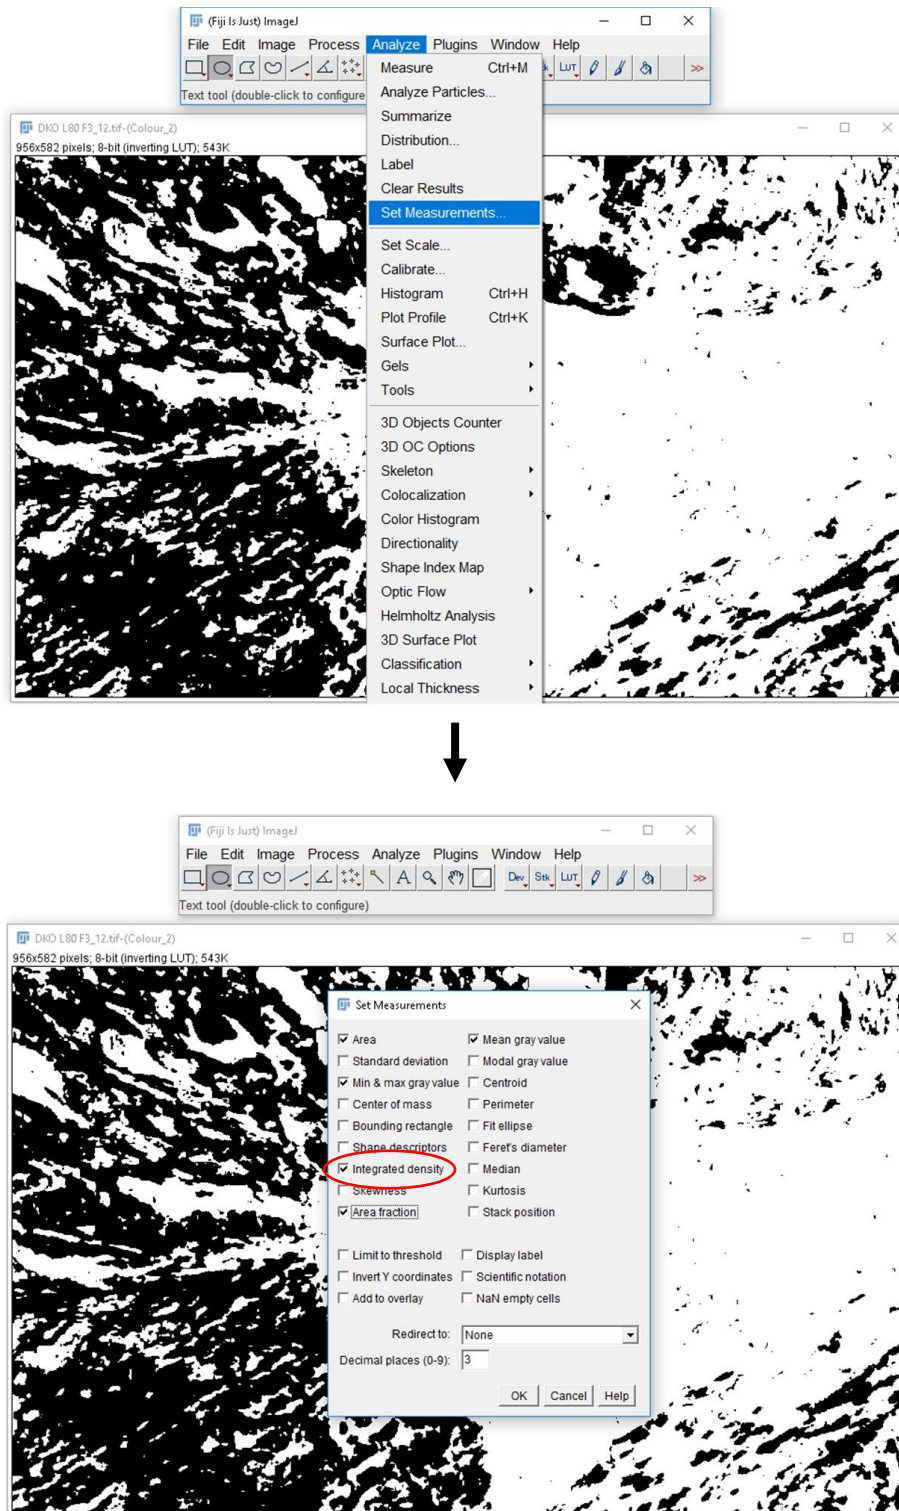 (Fiji Is Just) ImageJ
File Edit Image Process Analyze Plugins Window Help
LUT >>
Text tool (double-click to configure
Measure Ctrl+M
Analyze Particles...
Summarize
Distribution...
Label
Clear Results
Set Measurements...
Set Scale...
Calibrate...
Histogram Ctrl+H
Plot Profile Ctrl+K
Surface Plot...
Gels
Tools
3D Objects Counter
3D OC Options
Skeleton
Colocalization
Color Histogram
Directionality
Shape Index Map
Optic Flow
Helmholtz Analysis
3D Surface Plot
Classification
Local Thickness
DKO L80 F3_12.tif-(Colour_2)
956x582 pixels; 8-bit (inverting LUT); 543K
(Fiji Is Just) ImageJ
File Edit Image Process Analyze Plugins Window Help
A Dev Stk LUT >>
Text tool (double-click to configure)
DKO L80 F3_12.tif-(Colour_2)
956x582 pixels; 8-bit (inverting LUT); 543K
Set Measurements
Area Mean gray value
Standard deviation Modal gray value
Min & max gray value Centroid
Center of mass Perimeter
Bounding rectangle Fit ellipse
Shape descriptors Feret's diameter
Integrated density Median
Skewness Kurtosis
Area fraction Stack position
Limit to threshold Display label
Invert Y coordinates Scientific notation
Add to overlay NaN empty cells
Redirect to: None
Decimal places (0-9): 3
OK Cancel Help